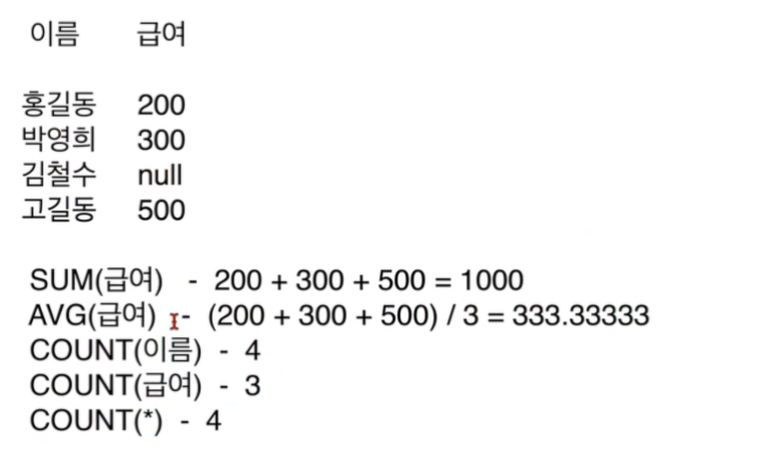 이름 급여
홍길동 200
박영희 300
김철수 null
고길동 500
SUM(급여) - 200 + 300 + 500 = 1000
AVG(급여) - (200 + 300 + 500) / 3 = 333.33333
COUNT(이름) - 4
COUNT(급여) - 3
COUNT(*) - 4